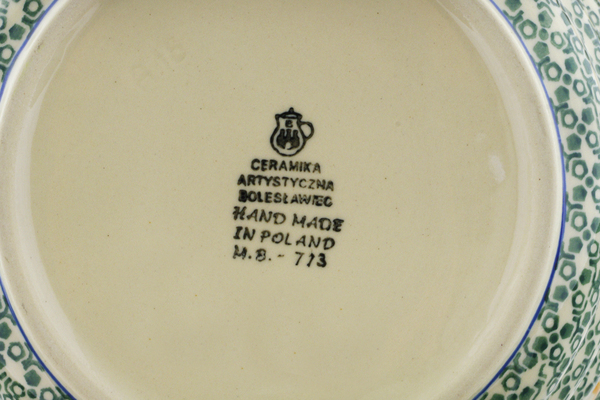 CERAMIKA
ARTYSTYCZNA
BOLESŁAWIEC
HAND MADE
IN POLAND
M.B. - 713